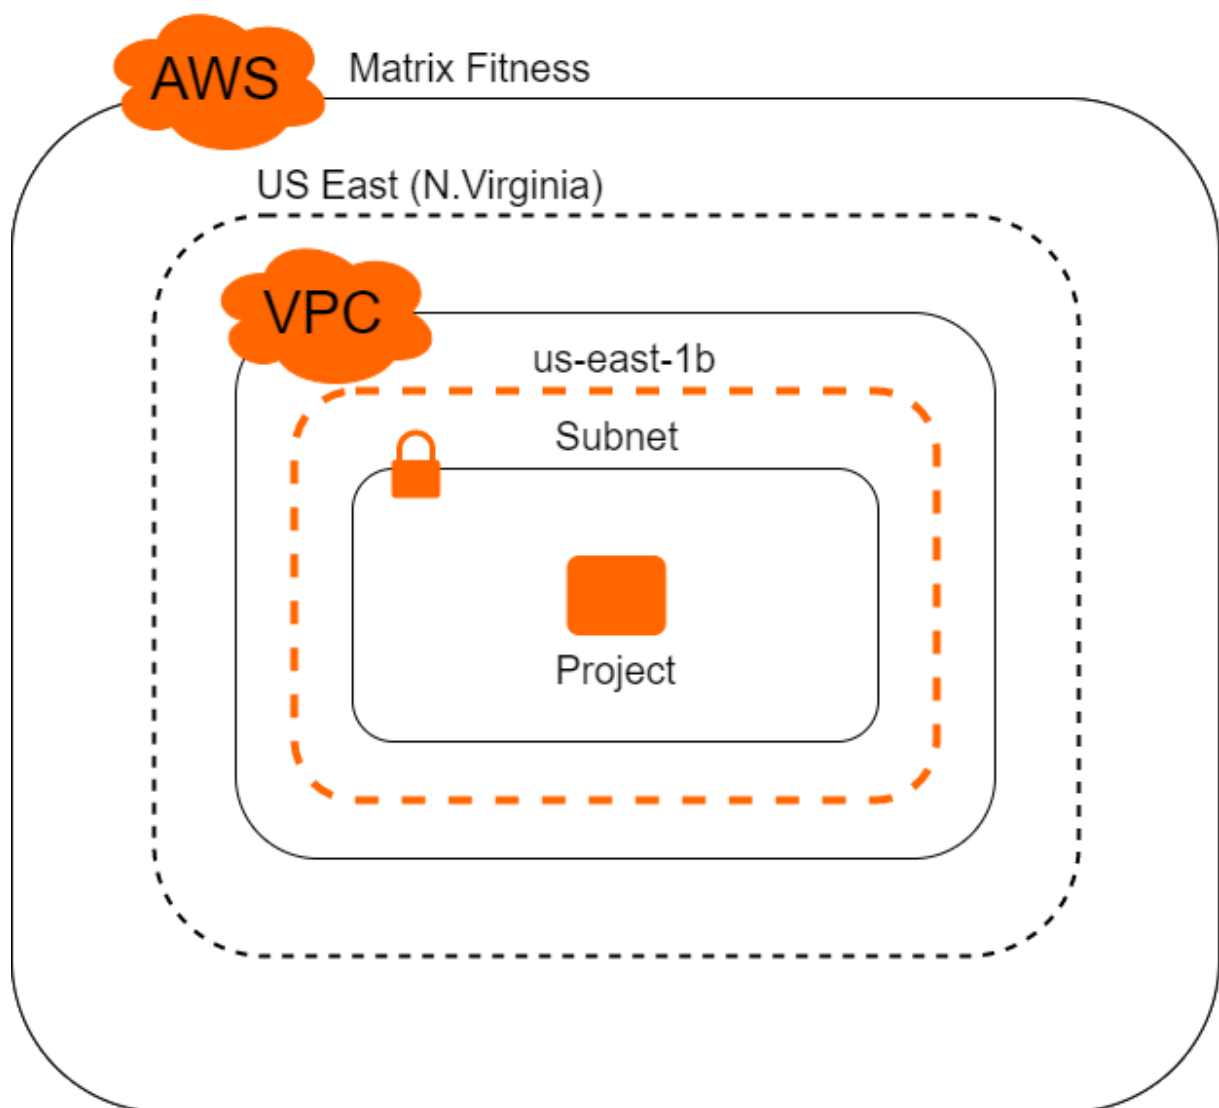 AWS
Matrix Fitness
US East (N.Virginia)
VPC
us-east-1b
Subnet
Project